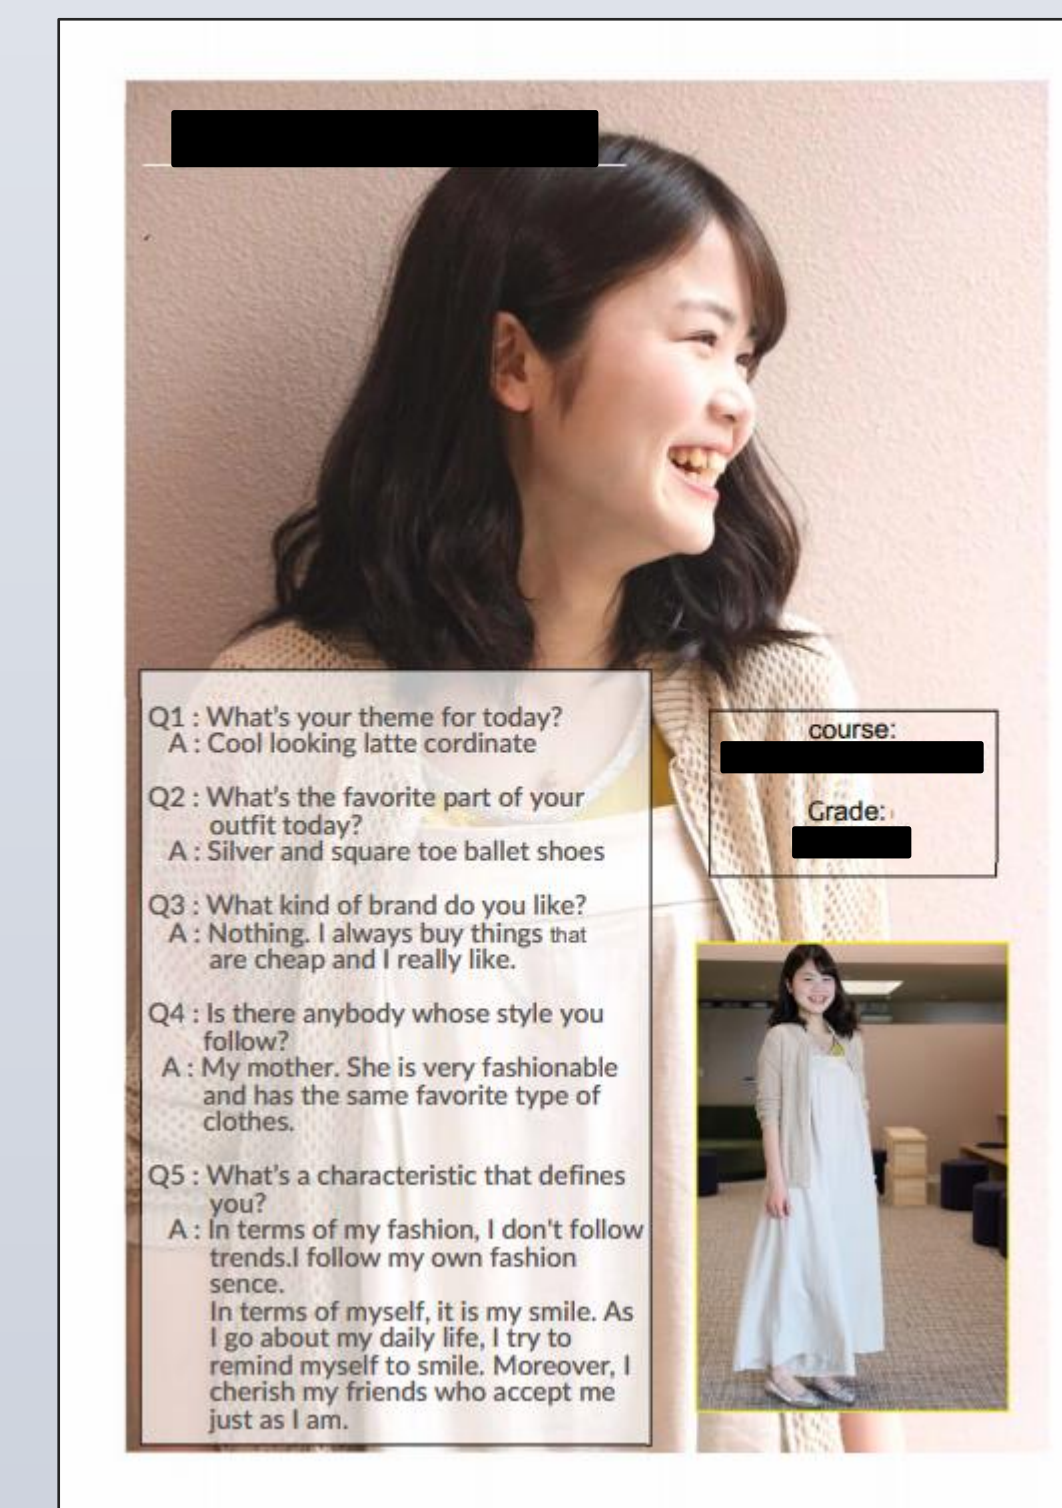 Q1 : What's your theme for today?
A : Cool looking latte cordinate
Q2 : What's the favorite part of your
outfit today?
A : Silver and square toe ballet shoes
Q3 : What kind of brand do you like?
A : Nothing. I always buy things that
are cheap and I really like.
Q4 : Is there anybody whose style you
follow?
A : My mother. She is very fashionable
and has the same favorite type of
clothes.
Q5 : What's a characteristic that defines
you?
A : In terms of my fashion, I don't follow
trends.I follow my own fashion
sence.
In terms of myself, it is my smile. As
I go about my daily life, I try to
remind myself to smile. Moreover, I
cherish my friends who accept me
just as I am.
course:
Grade: